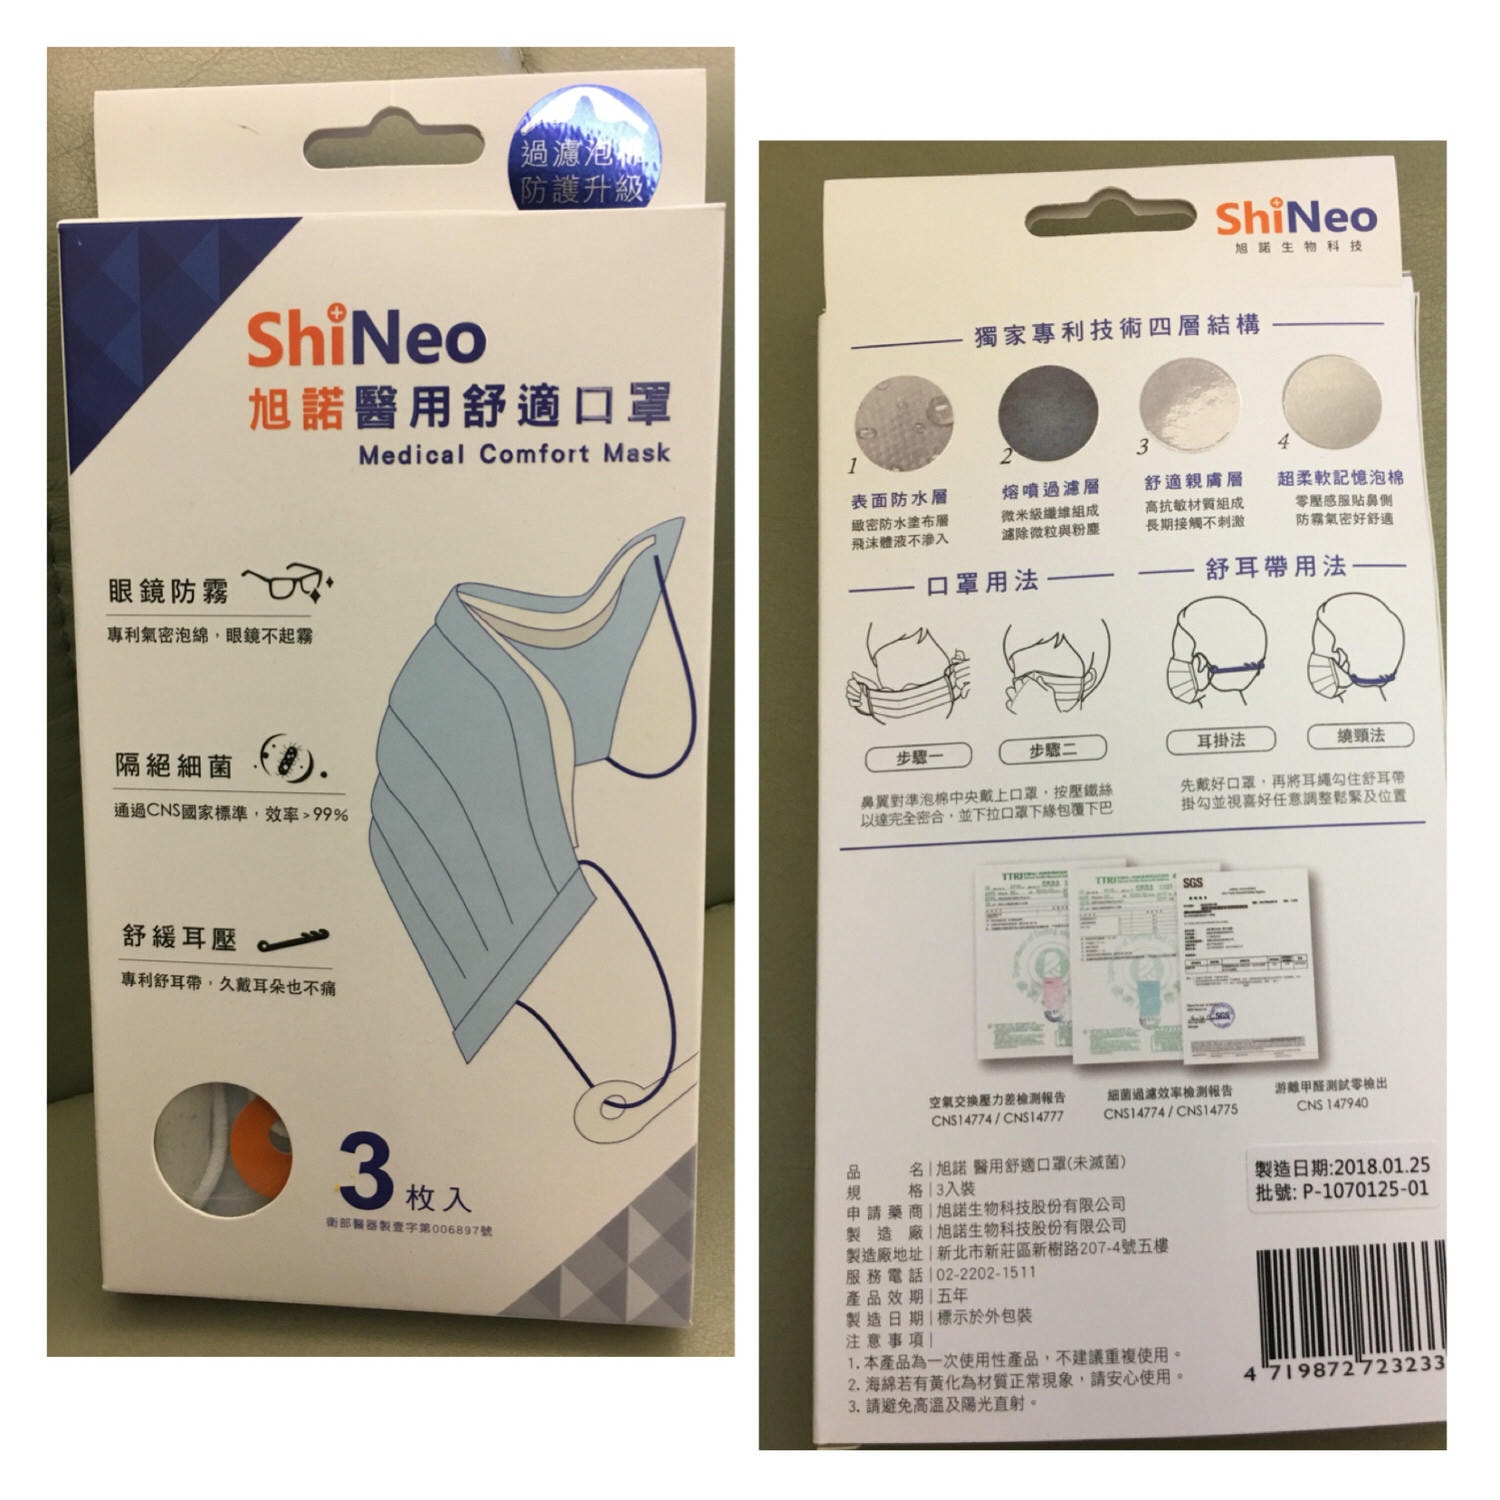 過濾泡棉
防護升級
ShiNeo
旭諾醫用舒適口罩
Medical Comfort Mask
眼鏡防霧
專利氣密泡綿，眼鏡不起霧
隔絕細菌
通過CNS國家標準，效率>99%
舒緩耳壓
專利舒耳帶，久戴耳朵也不痛
3枚入
衛部醫器製壹字第006897號
ShiNeo
旭諾生物科技
獨家專利技術四層結構
1 2 3 4
表面防水層 熔噴過濾層 舒適親膚層 超柔軟記憶泡棉
緻密防水塗布層 微米級纖維組成 高抗敏材質組成 零壓感服貼鼻側
飛沫體液不滲入 濾除微粒與粉塵 長期接觸不刺激 防霧氣密好舒適
口罩用法 舒耳帶用法
步驟一 步驟二 耳掛法 繞頸法
鼻翼對準泡棉中央戴上口罩，按壓鐵絲
以達完全密合，並下拉口罩下緣包覆下巴
先戴好口罩，再將耳繩勾住舒耳帶
掛勾並視喜好任意調整鬆緊及位置
TTRI TTRI SGS
空氣交換壓力差檢測報告 細菌過濾效率檢測報告 游離甲醛測試零檢出
CNS14774 / CNS14777 CNS14774 / CNS14775 CNS 147940
品名|旭諾 醫用舒適口罩(未滅菌)
規格|3入裝
申請藥商|旭諾生物科技股份有限公司
製造廠|旭諾生物科技股份有限公司
製造廠地址|新北市新莊區新樹路207-4號五樓
服務電話|02-2202-1511
產品效期|五年
製造日期|標示於外包裝
注意事項|
1. 本產品為一次使用性產品，不建議重複使用。
2. 海綿若有黃化為材質正常現象，請安心使用。
3. 請避免高溫及陽光直射。
製造日期:2018.01.25
批號: P-1070125-01
4 719872 723233